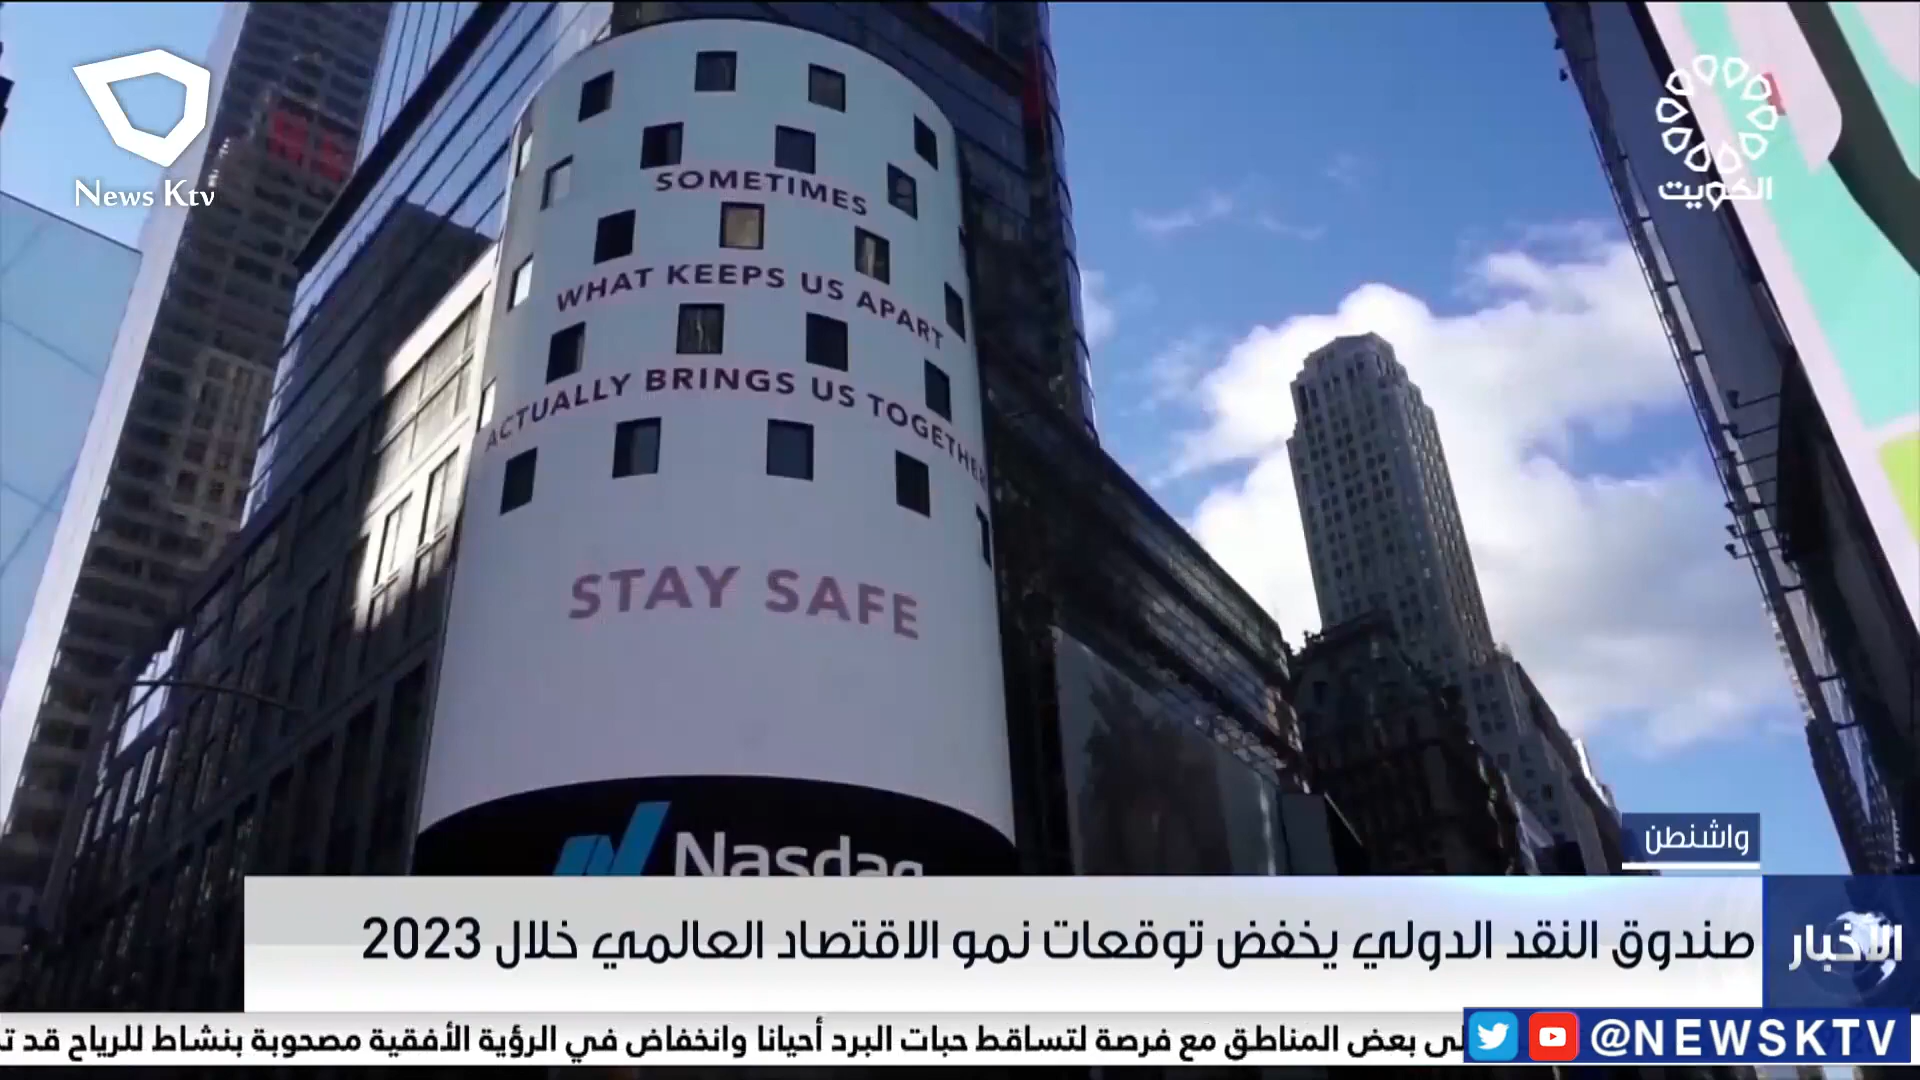 News Ktv
الكويت
SOMETIMES
WHAT KEEPS US APART
ACTUALLY BRINGS US TOGETHER
STAY SAFE
Nasdaq
واشنطن
صندوق النقد الدولي يخفض توقعات نمو الاقتصاد العالمي خلال 2023
الأخبار
بعض المناطق مع فرصة لتساقط حبات البرد أحيانا وانخفاض في الرؤية الأفقية مصحوبة بنشاط للرياح قد
@NEWSKTV